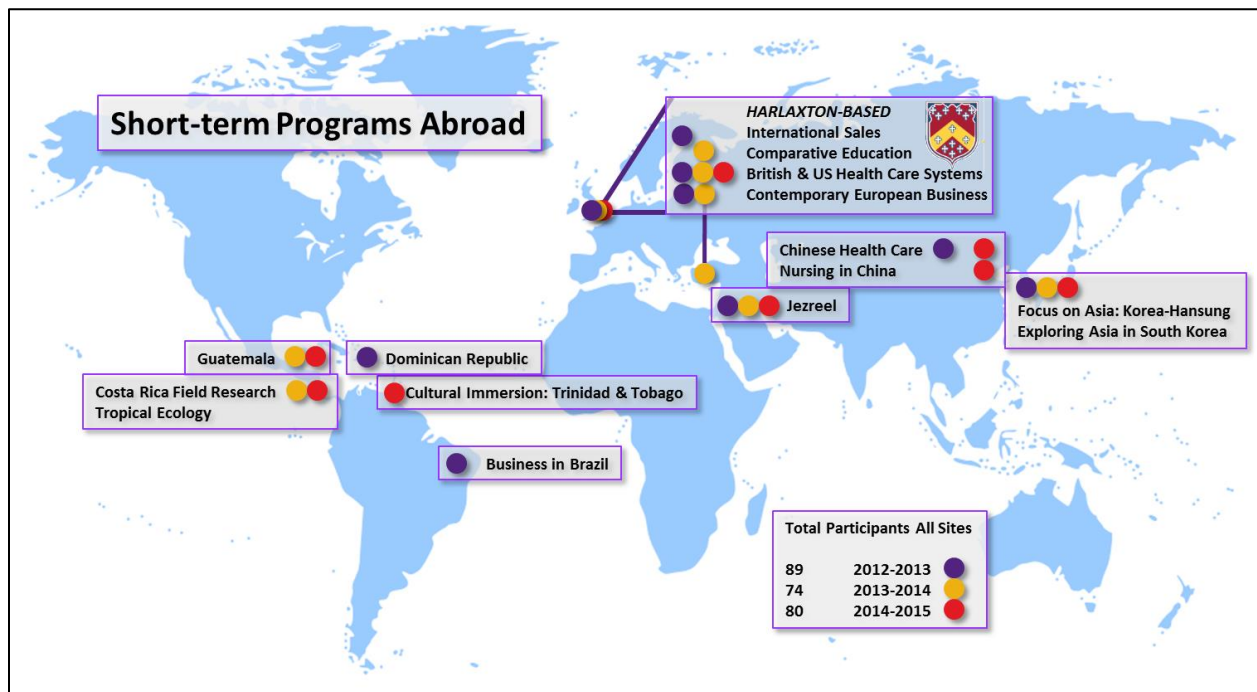 Short-term Programs Abroad
HARLAXTON-BASED
International Sales
Comparative Education
British & US Health Care Systems
Contemporary European Business
Chinese Health Care
Nursing in China
Jezreel
Focus on Asia: Korea-Hansung
Exploring Asia in South Korea
Guatemala
Dominican Republic
Costa Rica Field Research
Tropical Ecology
Cultural Immersion: Trinidad & Tobago
Business in Brazil
Total Participants All Sites
89 2012-2013
74 2013-2014
80 2014-2015